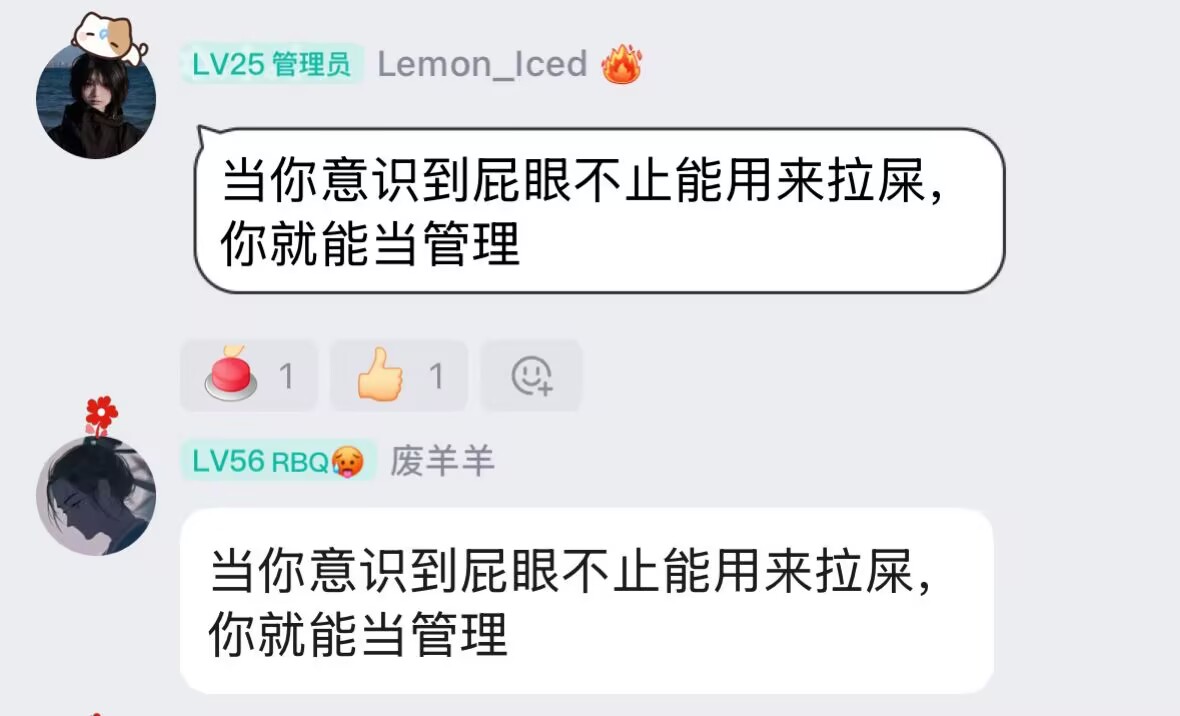 LV25 管理员 Lemon_Iced
当你意识到屁眼不止能用来拉屎，
你就能当管理
1 1
LV56 RBQ 废羊羊
当你意识到屁眼不止能用来拉屎，
你就能当管理